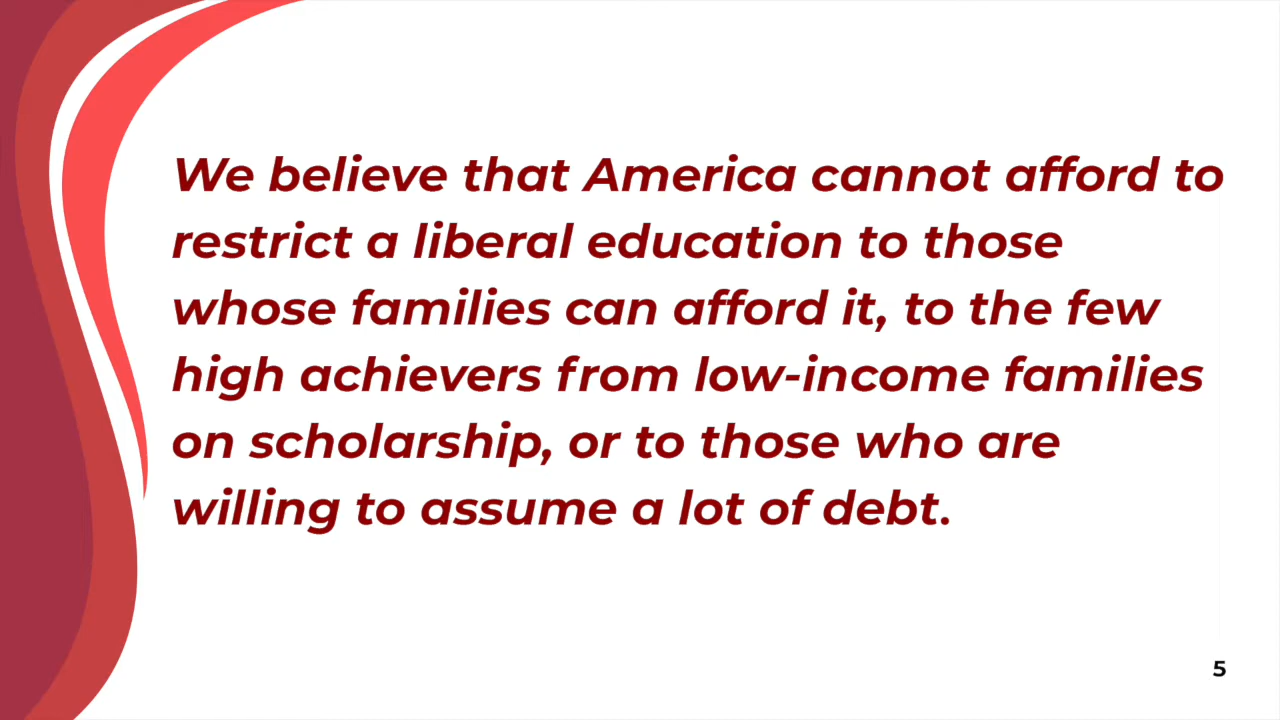 We believe that America cannot afford to
restrict a liberal education to those
whose families can afford it, to the few
high achievers from low-income families
on scholarship, or to those who are
willing to assume a lot of debt.
5